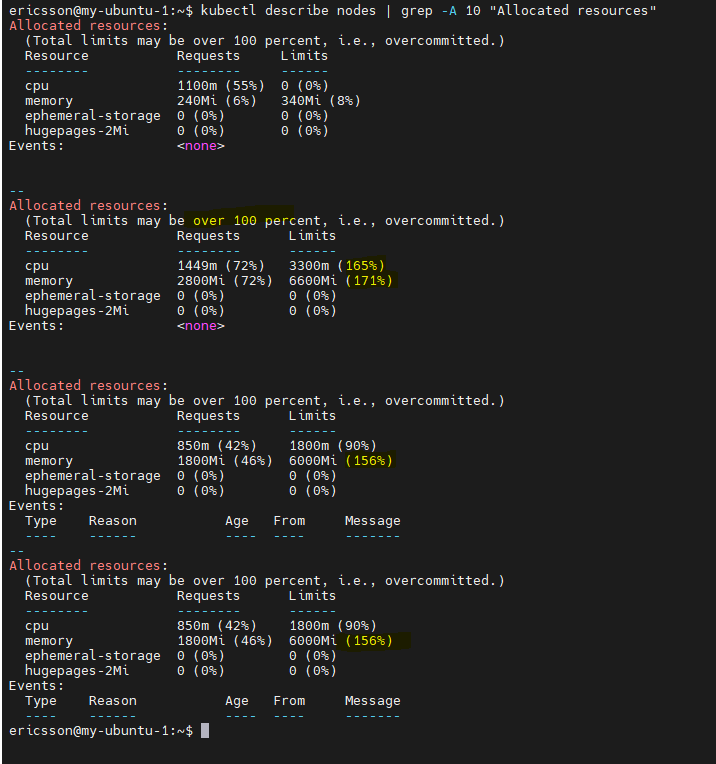 ericsson@my-ubuntu-1:~$ kubectl describe nodes | grep -A 10 "Allocated resources"
Allocated resources:
  (Total limits may be over 100 percent, i.e., overcommitted.)
  Resource           Requests      Limits
  --------           --------      ------
  cpu                1100m (55%)  0 (0%)
  memory             240Mi (6%)   340Mi (8%)
  ephemeral-storage  0 (0%)       0 (0%)
  hugepages-2Mi      0 (0%)       0 (0%)
Events:              <none>
--
Allocated resources:
  (Total limits may be over 100 percent, i.e., overcommitted.)
  Resource           Requests      Limits
  --------           --------      ------
  cpu                1449m (72%)   3300m (165%)
  memory             2800Mi (72%)  6600Mi (171%)
  ephemeral-storage  0 (0%)        0 (0%)
  hugepages-2Mi      0 (0%)        0 (0%)
Events:              <none>
--
Allocated resources:
  (Total limits may be over 100 percent, i.e., overcommitted.)
  Resource           Requests      Limits
  --------           --------      ------
  cpu                850m (42%)    1800m (90%)
  memory             1800Mi (46%)  6000Mi (156%)
  ephemeral-storage  0 (0%)        0 (0%)
  hugepages-2Mi      0 (0%)        0 (0%)
Events:
  Type    Reason           Age   From     Message
  ----    ------           ----  ----     -------
--
Allocated resources:
  (Total limits may be over 100 percent, i.e., overcommitted.)
  Resource           Requests      Limits
  --------           --------      ------
  cpu                850m (42%)    1800m (90%)
  memory             1800Mi (46%)  6000Mi (156%)
  ephemeral-storage  0 (0%)        0 (0%)
  hugepages-2Mi      0 (0%)        0 (0%)
Events:
  Type    Reason           Age   From     Message
  ----    ------           ----  ----     -------
ericsson@my-ubuntu-1:~$